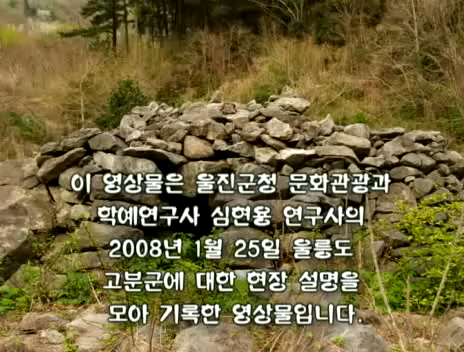 이 영상물은 울진군청 문화관광과
학예연구사 심현용 연구사의
2008년 1월 25일 울릉도
고분군에 대한 현장 설명을
모아 기록한 영상물입니다.